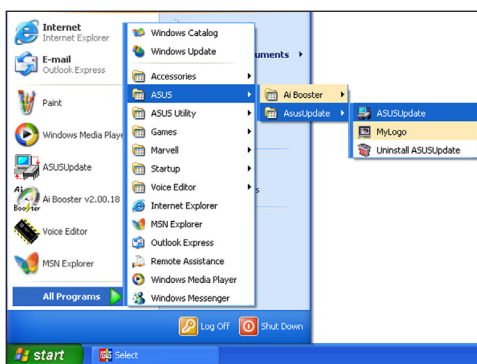 Internet
Internet Explorer
E-mail
Outlook Express
Paint
Windows Media Playe
ASUSUpdate
Ai Booster v2.00.18
Voice Editor
MSN Explorer
All Programs
Windows Catalog
Windows Update
Accessories
ASUS
ASUS Utility
Games
Marvell
Startup
Voice Editor
Internet Explorer
MSN Explorer
Outlook Express
Remote Assistance
Windows Media Player
Windows Messenger
uments
s
Ai Booster
AsusUpdate
ASUSUpdate
MyLogo
Uninstall ASUSUpdate
Log Off
Shut Down
start
Select